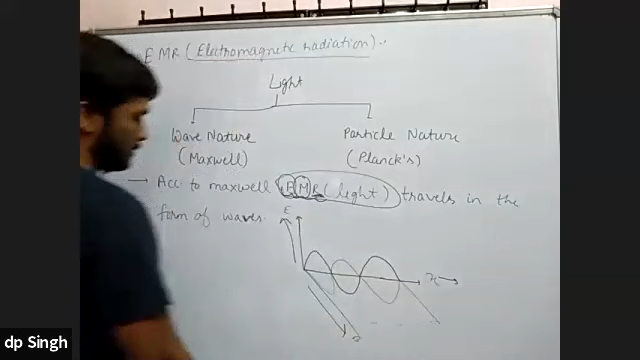 EMR (Electromagnetic radiation)
Light
Wave Nature Particle Nature
(Maxwell) (Planck's)
→ Acc. to maxwell EMR (light) travels in the
form of waves.
E
x →
dp Singh